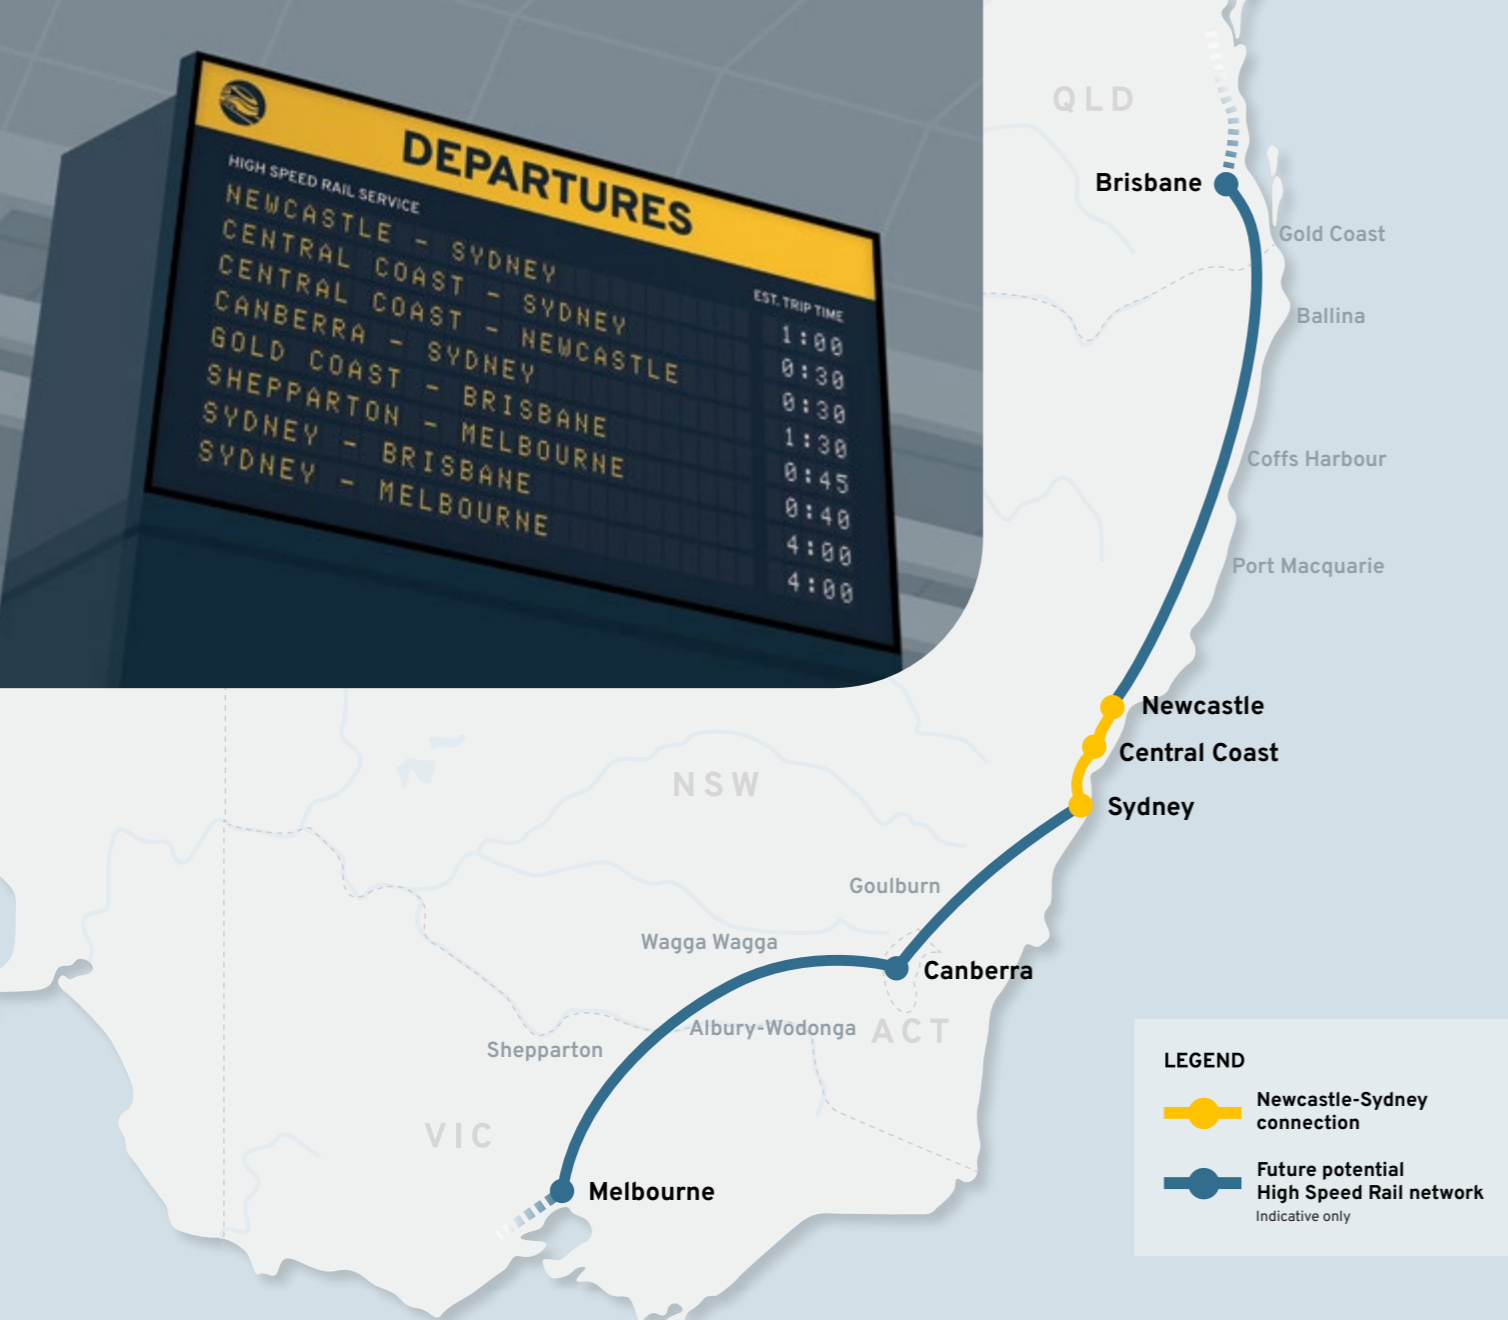 DEPARTURES
HIGH SPEED RAIL SERVICE
EST. TRIP TIME
NEWCASTLE - SYDNEY 1:00
CENTRAL COAST - SYDNEY 0:30
CENTRAL COAST - NEWCASTLE 0:30
CANBERRA - SYDNEY 1:30
GOLD COAST - BRISBANE 0:45
SHEPPARTON - MELBOURNE 0:40
SYDNEY - BRISBANE 4:00
SYDNEY - MELBOURNE 4:00
QLD
Brisbane
Gold Coast
Ballina
Coffs Harbour
Port Macquarie
Newcastle
Central Coast
NSW
Sydney
Goulburn
Wagga Wagga
Canberra
Albury-Wodonga
ACT
Shepparton
VIC
Melbourne
LEGEND
Newcastle-Sydney
connection
Future potential
High Speed Rail network
Indicative only